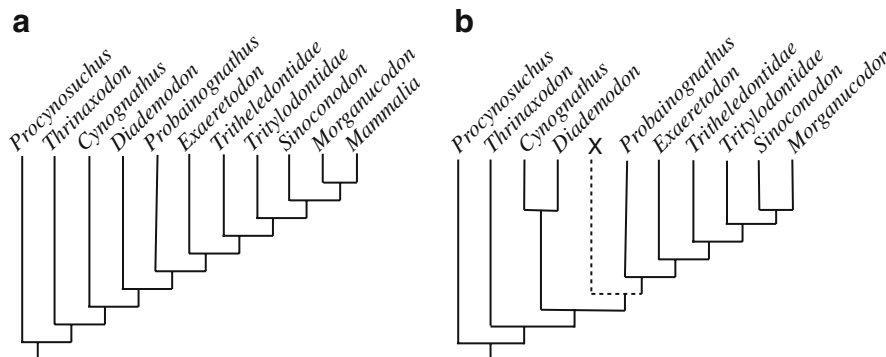 a
Procynosuchus
Thrinaxodon
Cynognathus
Diademodon
Probainognathus
Exaeretodon
Tritheledontidae
Tritylodontidae
Sinoconodon
Morganucodon
Mammalia
b
Procynosuchus
Thrinaxodon
Cynognathus
Diademodon
X
Probainognathus
Exaeretodon
Tritheledontidae
Tritylodontidae
Sinoconodon
Morganucodon